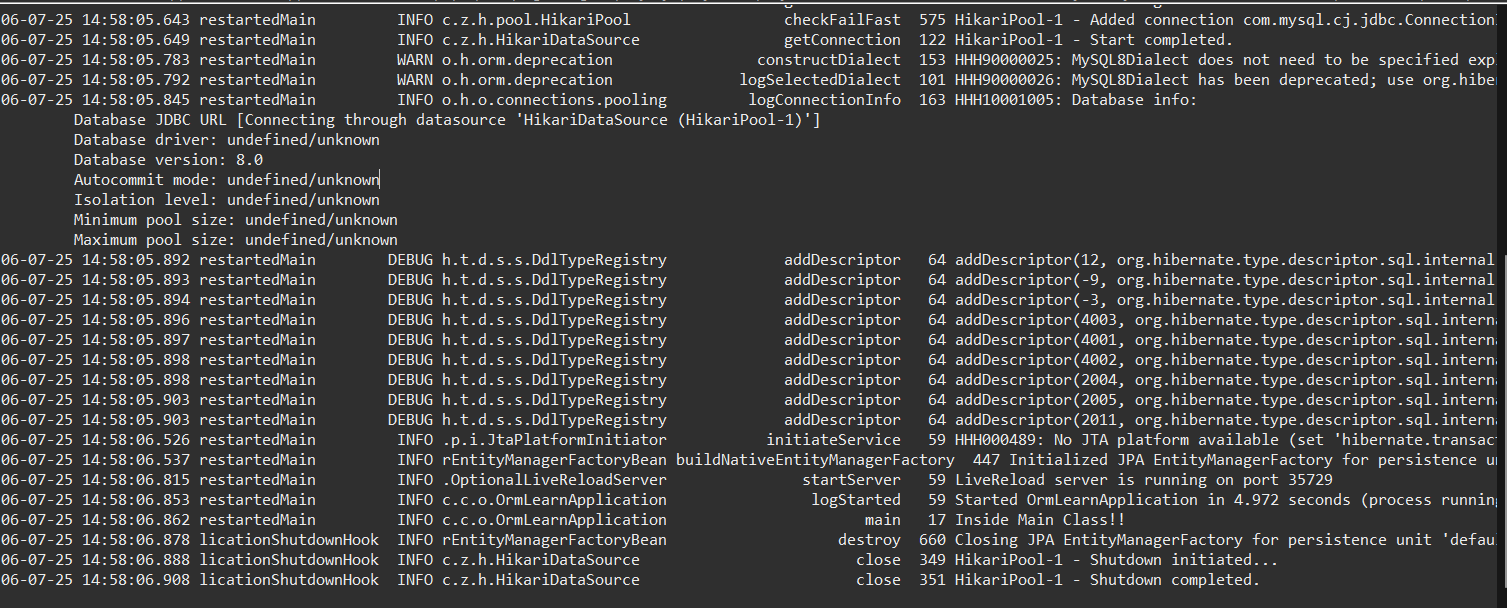 06-07-25 14:58:05.643 restartedMain INFO c.z.h.pool.HikariPool checkFailFast 575 HikariPool-1 - Added connection com.mysql.cj.jdbc.Connection
06-07-25 14:58:05.649 restartedMain INFO c.z.h.HikariDataSource getConnection 122 HikariPool-1 - Start completed.
06-07-25 14:58:05.783 restartedMain WARN o.h.orm.deprecation constructDialect 153 HHH90000025: MySQL8Dialect does not need to be specified exp
06-07-25 14:58:05.792 restartedMain WARN o.h.orm.deprecation logSelectedDialect 101 HHH90000026: MySQL8Dialect has been deprecated; use org.hibe
06-07-25 14:58:05.845 restartedMain INFO o.h.o.connections.pooling logConnectionInfo 163 HHH10001005: Database info:
Database JDBC URL [Connecting through datasource 'HikariDataSource (HikariPool-1)']
Database driver: undefined/unknown
Database version: 8.0
Autocommit mode: undefined/unknown
Isolation level: undefined/unknown
Minimum pool size: undefined/unknown
Maximum pool size: undefined/unknown
06-07-25 14:58:05.892 restartedMain DEBUG h.t.d.s.s.DdlTypeRegistry addDescriptor 64 addDescriptor(12, org.hibernate.type.descriptor.sql.internal
06-07-25 14:58:05.893 restartedMain DEBUG h.t.d.s.s.DdlTypeRegistry addDescriptor 64 addDescriptor(-9, org.hibernate.type.descriptor.sql.internal
06-07-25 14:58:05.894 restartedMain DEBUG h.t.d.s.s.DdlTypeRegistry addDescriptor 64 addDescriptor(-3, org.hibernate.type.descriptor.sql.internal
06-07-25 14:58:05.896 restartedMain DEBUG h.t.d.s.s.DdlTypeRegistry addDescriptor 64 addDescriptor(4003, org.hibernate.type.descriptor.sql.interna
06-07-25 14:58:05.897 restartedMain DEBUG h.t.d.s.s.DdlTypeRegistry addDescriptor 64 addDescriptor(4001, org.hibernate.type.descriptor.sql.interna
06-07-25 14:58:05.898 restartedMain DEBUG h.t.d.s.s.DdlTypeRegistry addDescriptor 64 addDescriptor(4002, org.hibernate.type.descriptor.sql.interna
06-07-25 14:58:05.898 restartedMain DEBUG h.t.d.s.s.DdlTypeRegistry addDescriptor 64 addDescriptor(2004, org.hibernate.type.descriptor.sql.interna
06-07-25 14:58:05.903 restartedMain DEBUG h.t.d.s.s.DdlTypeRegistry addDescriptor 64 addDescriptor(2005, org.hibernate.type.descriptor.sql.interna
06-07-25 14:58:05.903 restartedMain DEBUG h.t.d.s.s.DdlTypeRegistry addDescriptor 64 addDescriptor(2011, org.hibernate.type.descriptor.sql.interna
06-07-25 14:58:06.526 restartedMain INFO .p.i.JtaPlatformInitiator initiateService 59 HHH000489: No JTA platform available (set 'hibernate.transact
06-07-25 14:58:06.537 restartedMain INFO rEntityManagerFactoryBean buildNativeEntityManagerFactory 447 Initialized JPA EntityManagerFactory for persistence un
06-07-25 14:58:06.815 restartedMain INFO .OptionalLiveReloadServer startServer 59 LiveReload server is running on port 35729
06-07-25 14:58:06.853 restartedMain INFO c.c.o.OrmLearnApplication logStarted 59 Started OrmLearnApplication in 4.972 seconds (process running
06-07-25 14:58:06.862 restartedMain INFO c.c.o.OrmLearnApplication main 17 Inside Main Class!!
06-07-25 14:58:06.878 licationShutdownHook INFO rEntityManagerFactoryBean destroy 660 Closing JPA EntityManagerFactory for persistence unit 'defau
06-07-25 14:58:06.888 licationShutdownHook INFO c.z.h.HikariDataSource close 349 HikariPool-1 - Shutdown initiated...
06-07-25 14:58:06.908 licationShutdownHook INFO c.z.h.HikariDataSource close 351 HikariPool-1 - Shutdown completed.